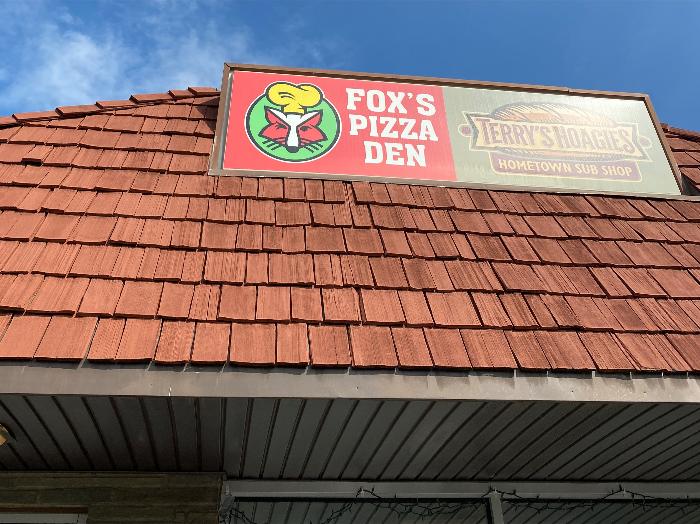 FOX'S
PIZZA
DEN
TERRY'S HOAGIES
HOMETOWN SUB SHOP